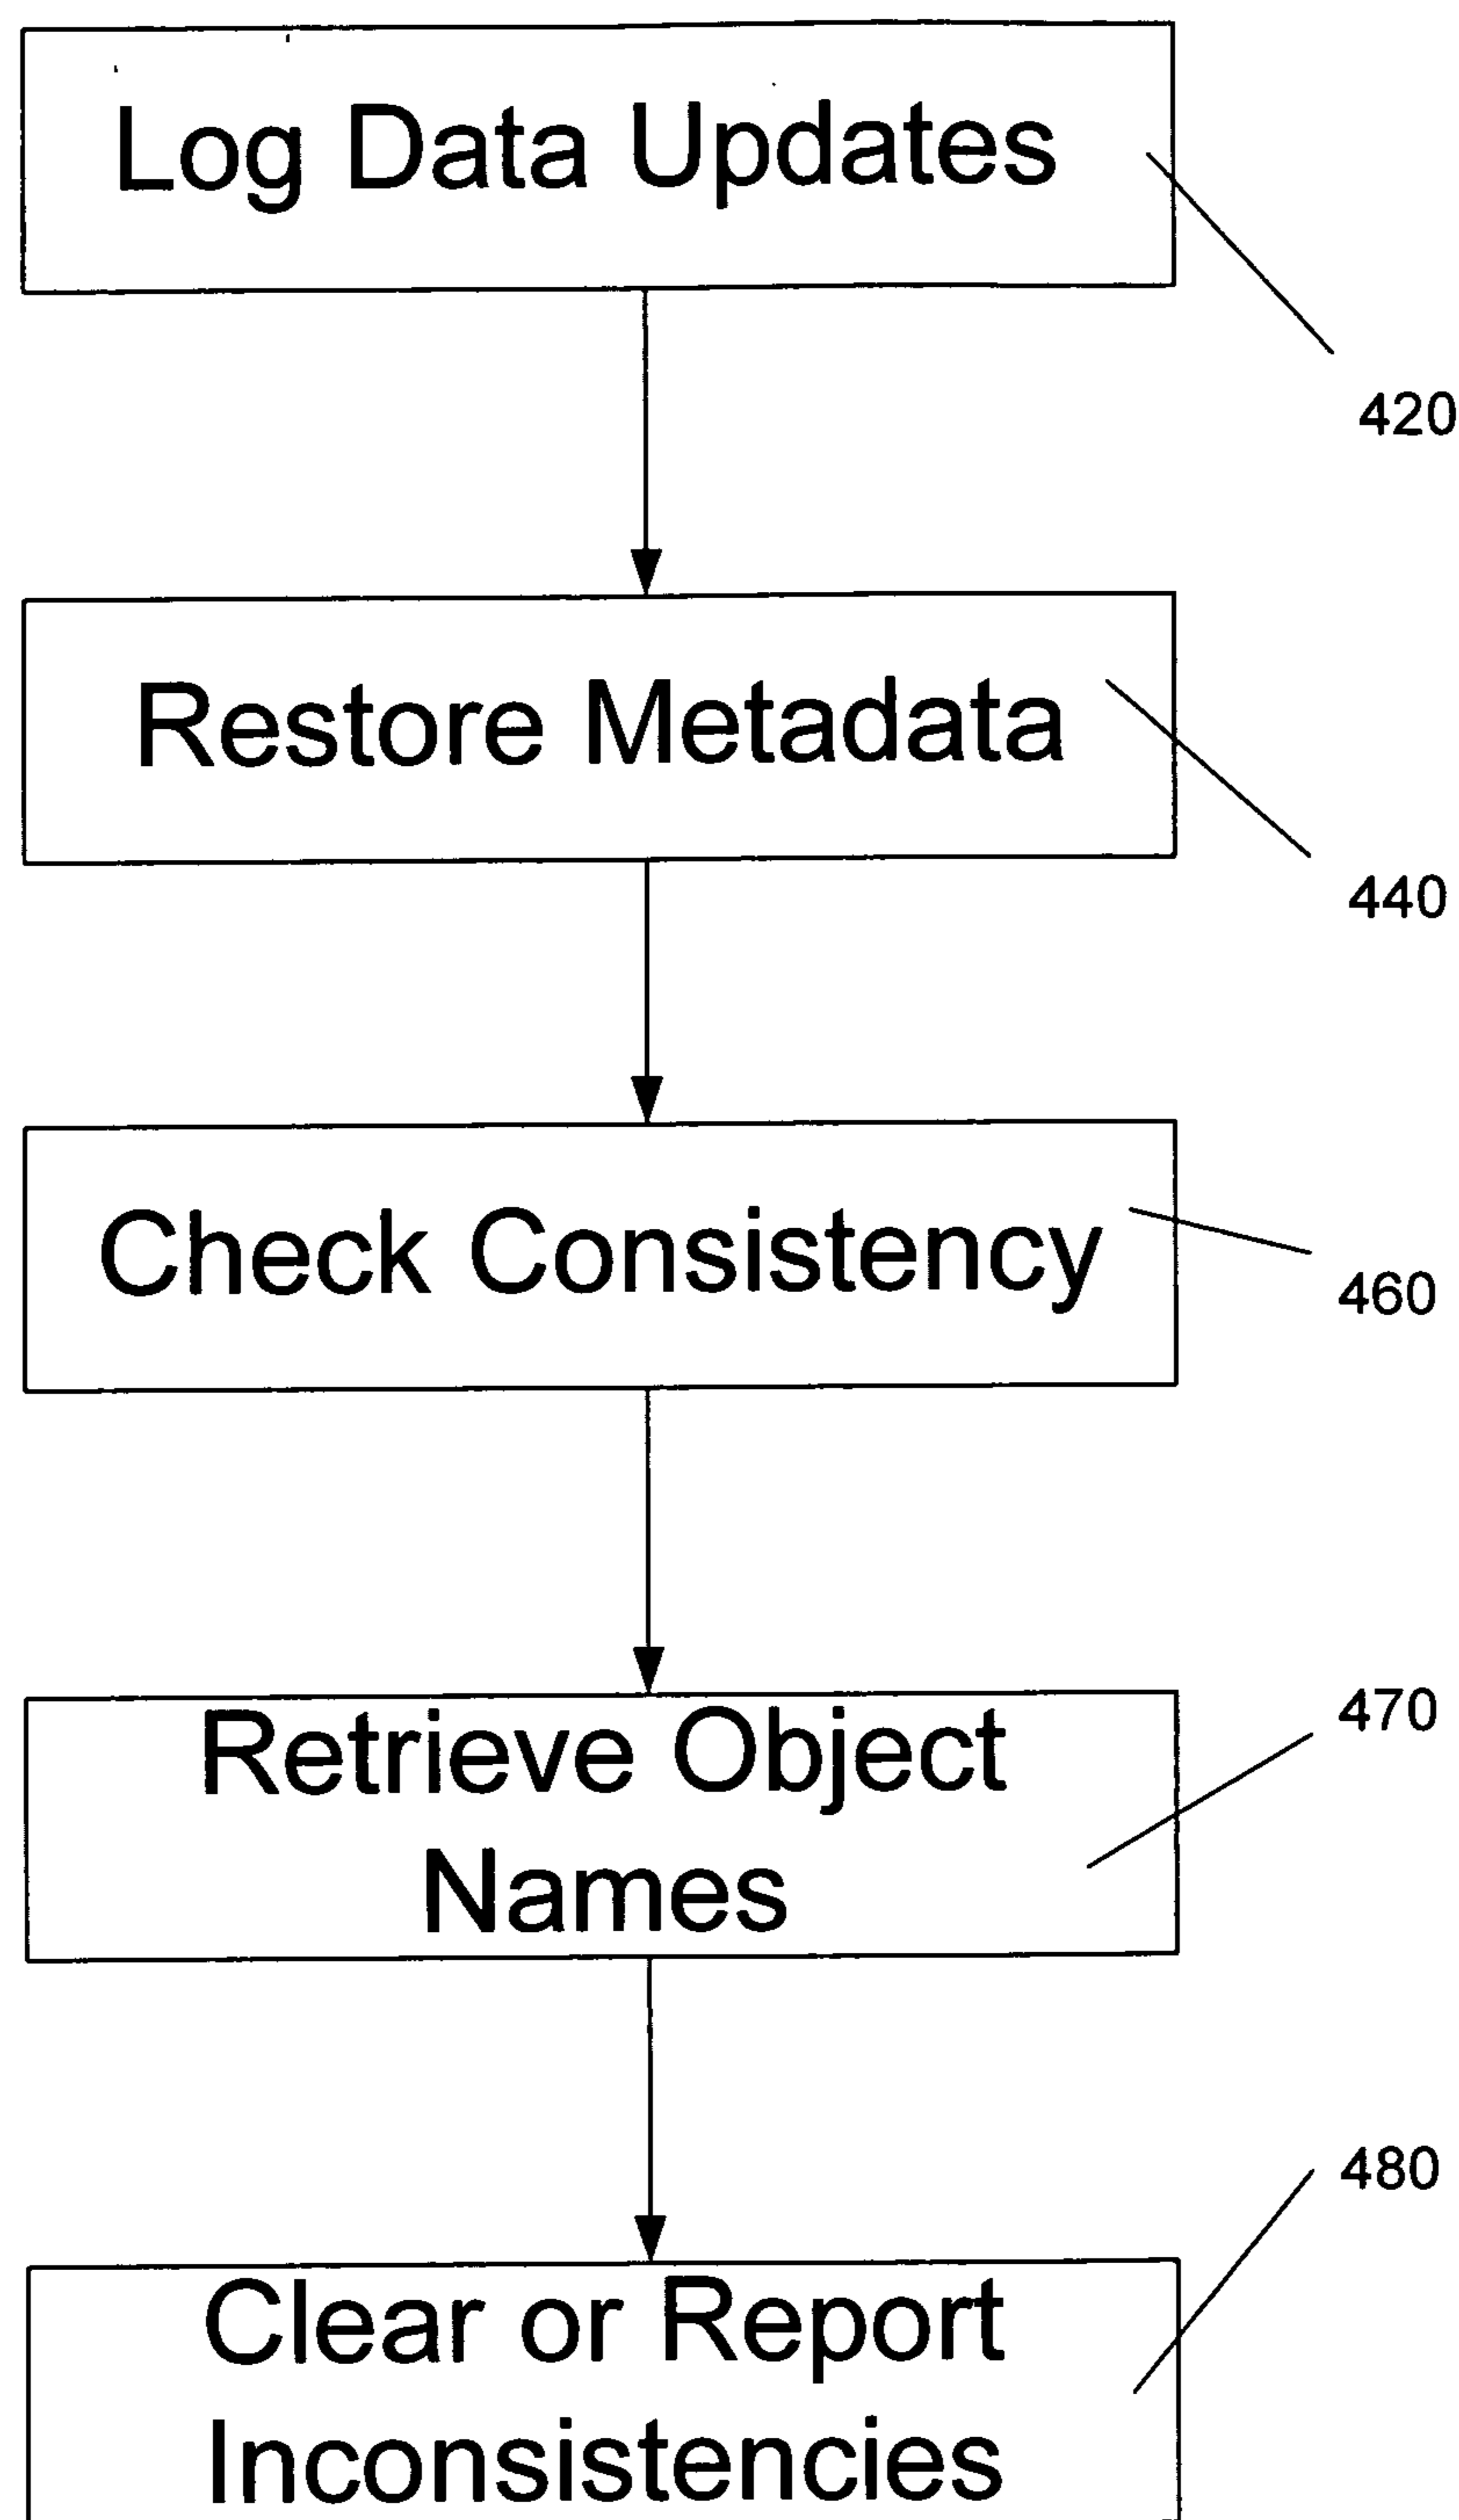 Log Data Updates
420
Restore Metadata
440
Check Consistency
460
470
Retrieve Object
Names
480
Clear or Report
Inconsistencies